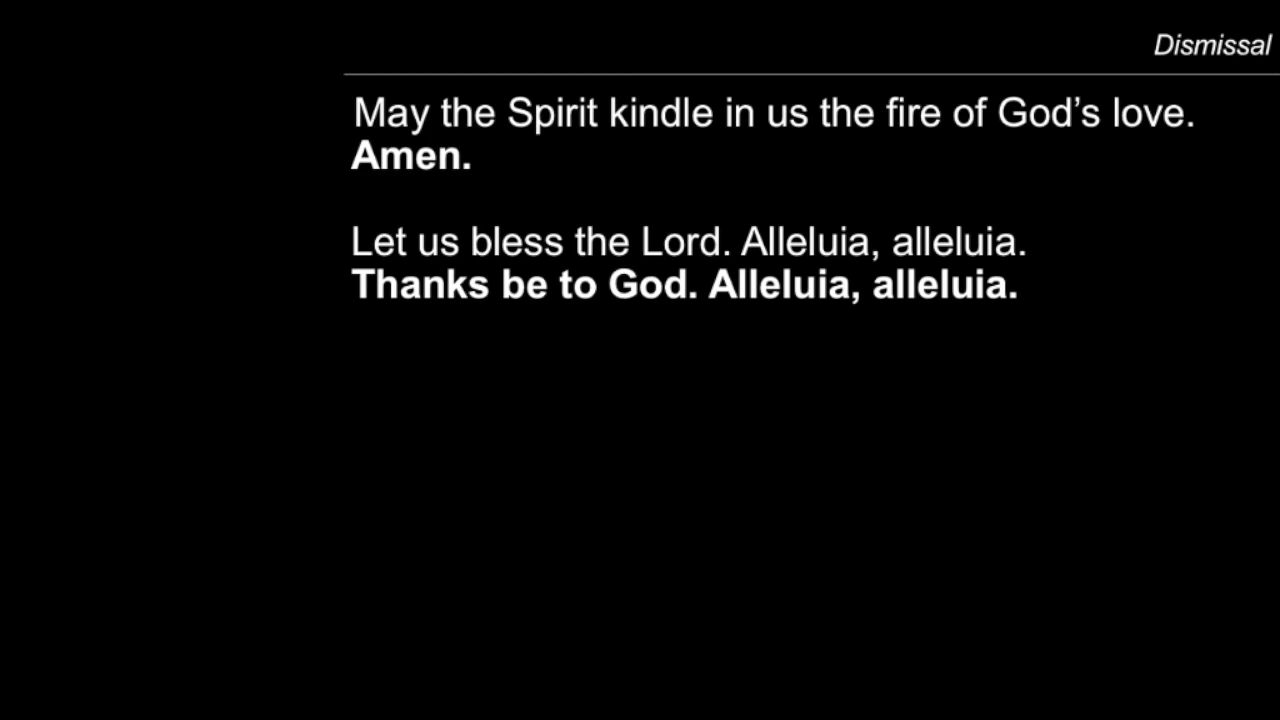 Dismissal
May the Spirit kindle in us the fire of God’s love.
Amen.
Let us bless the Lord. Alleluia, alleluia.
Thanks be to God. Alleluia, alleluia.